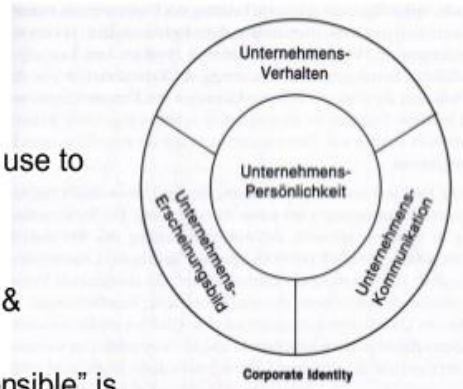 Unternehmens-
Verhalten
use to
Unternehmens-
Persönlichkeit
Unternehmens-
Erscheinungsbild
Unternehmens-
Kommunikation
&
Corporate Identity
nsible" is